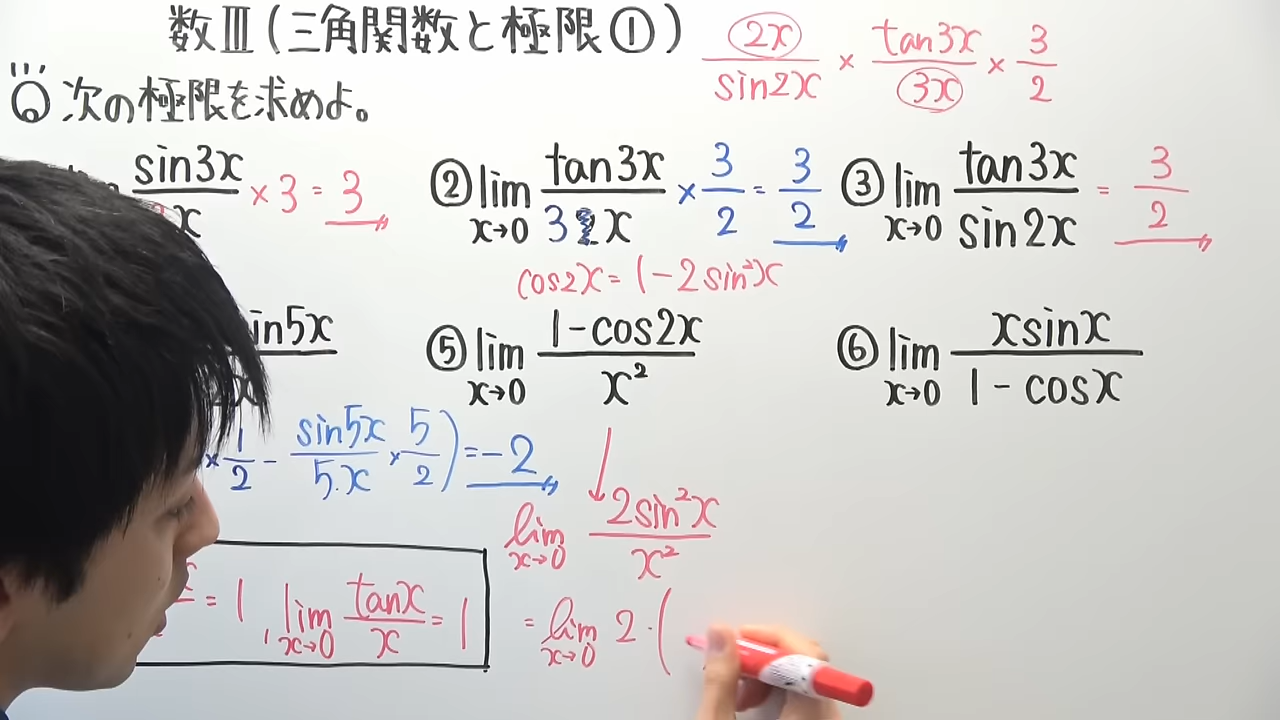 数Ⅲ(三角関数と極限①)
2x/sin2x × tan3x/3x × 3/2
Q 次の極限を求めよ。
sin3x/x × 3 = 3
② lim x→0 tan3x/3x × 3/2 = 3/2
③ lim x→0 tan3x/sin2x = 3/2
cos2x = 1-2sin²x
in5x
⑤ lim x→0 1-cos2x/x²
⑥ lim x→0 xsinx/1-cosx
× 1/2 - sin5x/5x × 5/2) = -2
lim x→0 2sin²x/x²
= 1, lim x→0 tanx/x = 1
= lim x→0 2·(